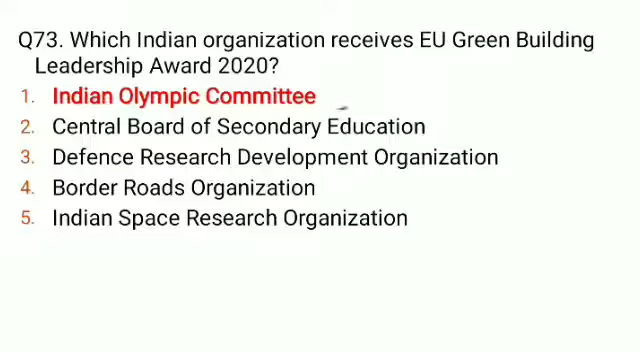 Q73. Which Indian organization receives EU Green Building
Leadership Award 2020?
1. Indian Olympic Committee
2. Central Board of Secondary Education
3. Defence Research Development Organization
4. Border Roads Organization
5. Indian Space Research Organization